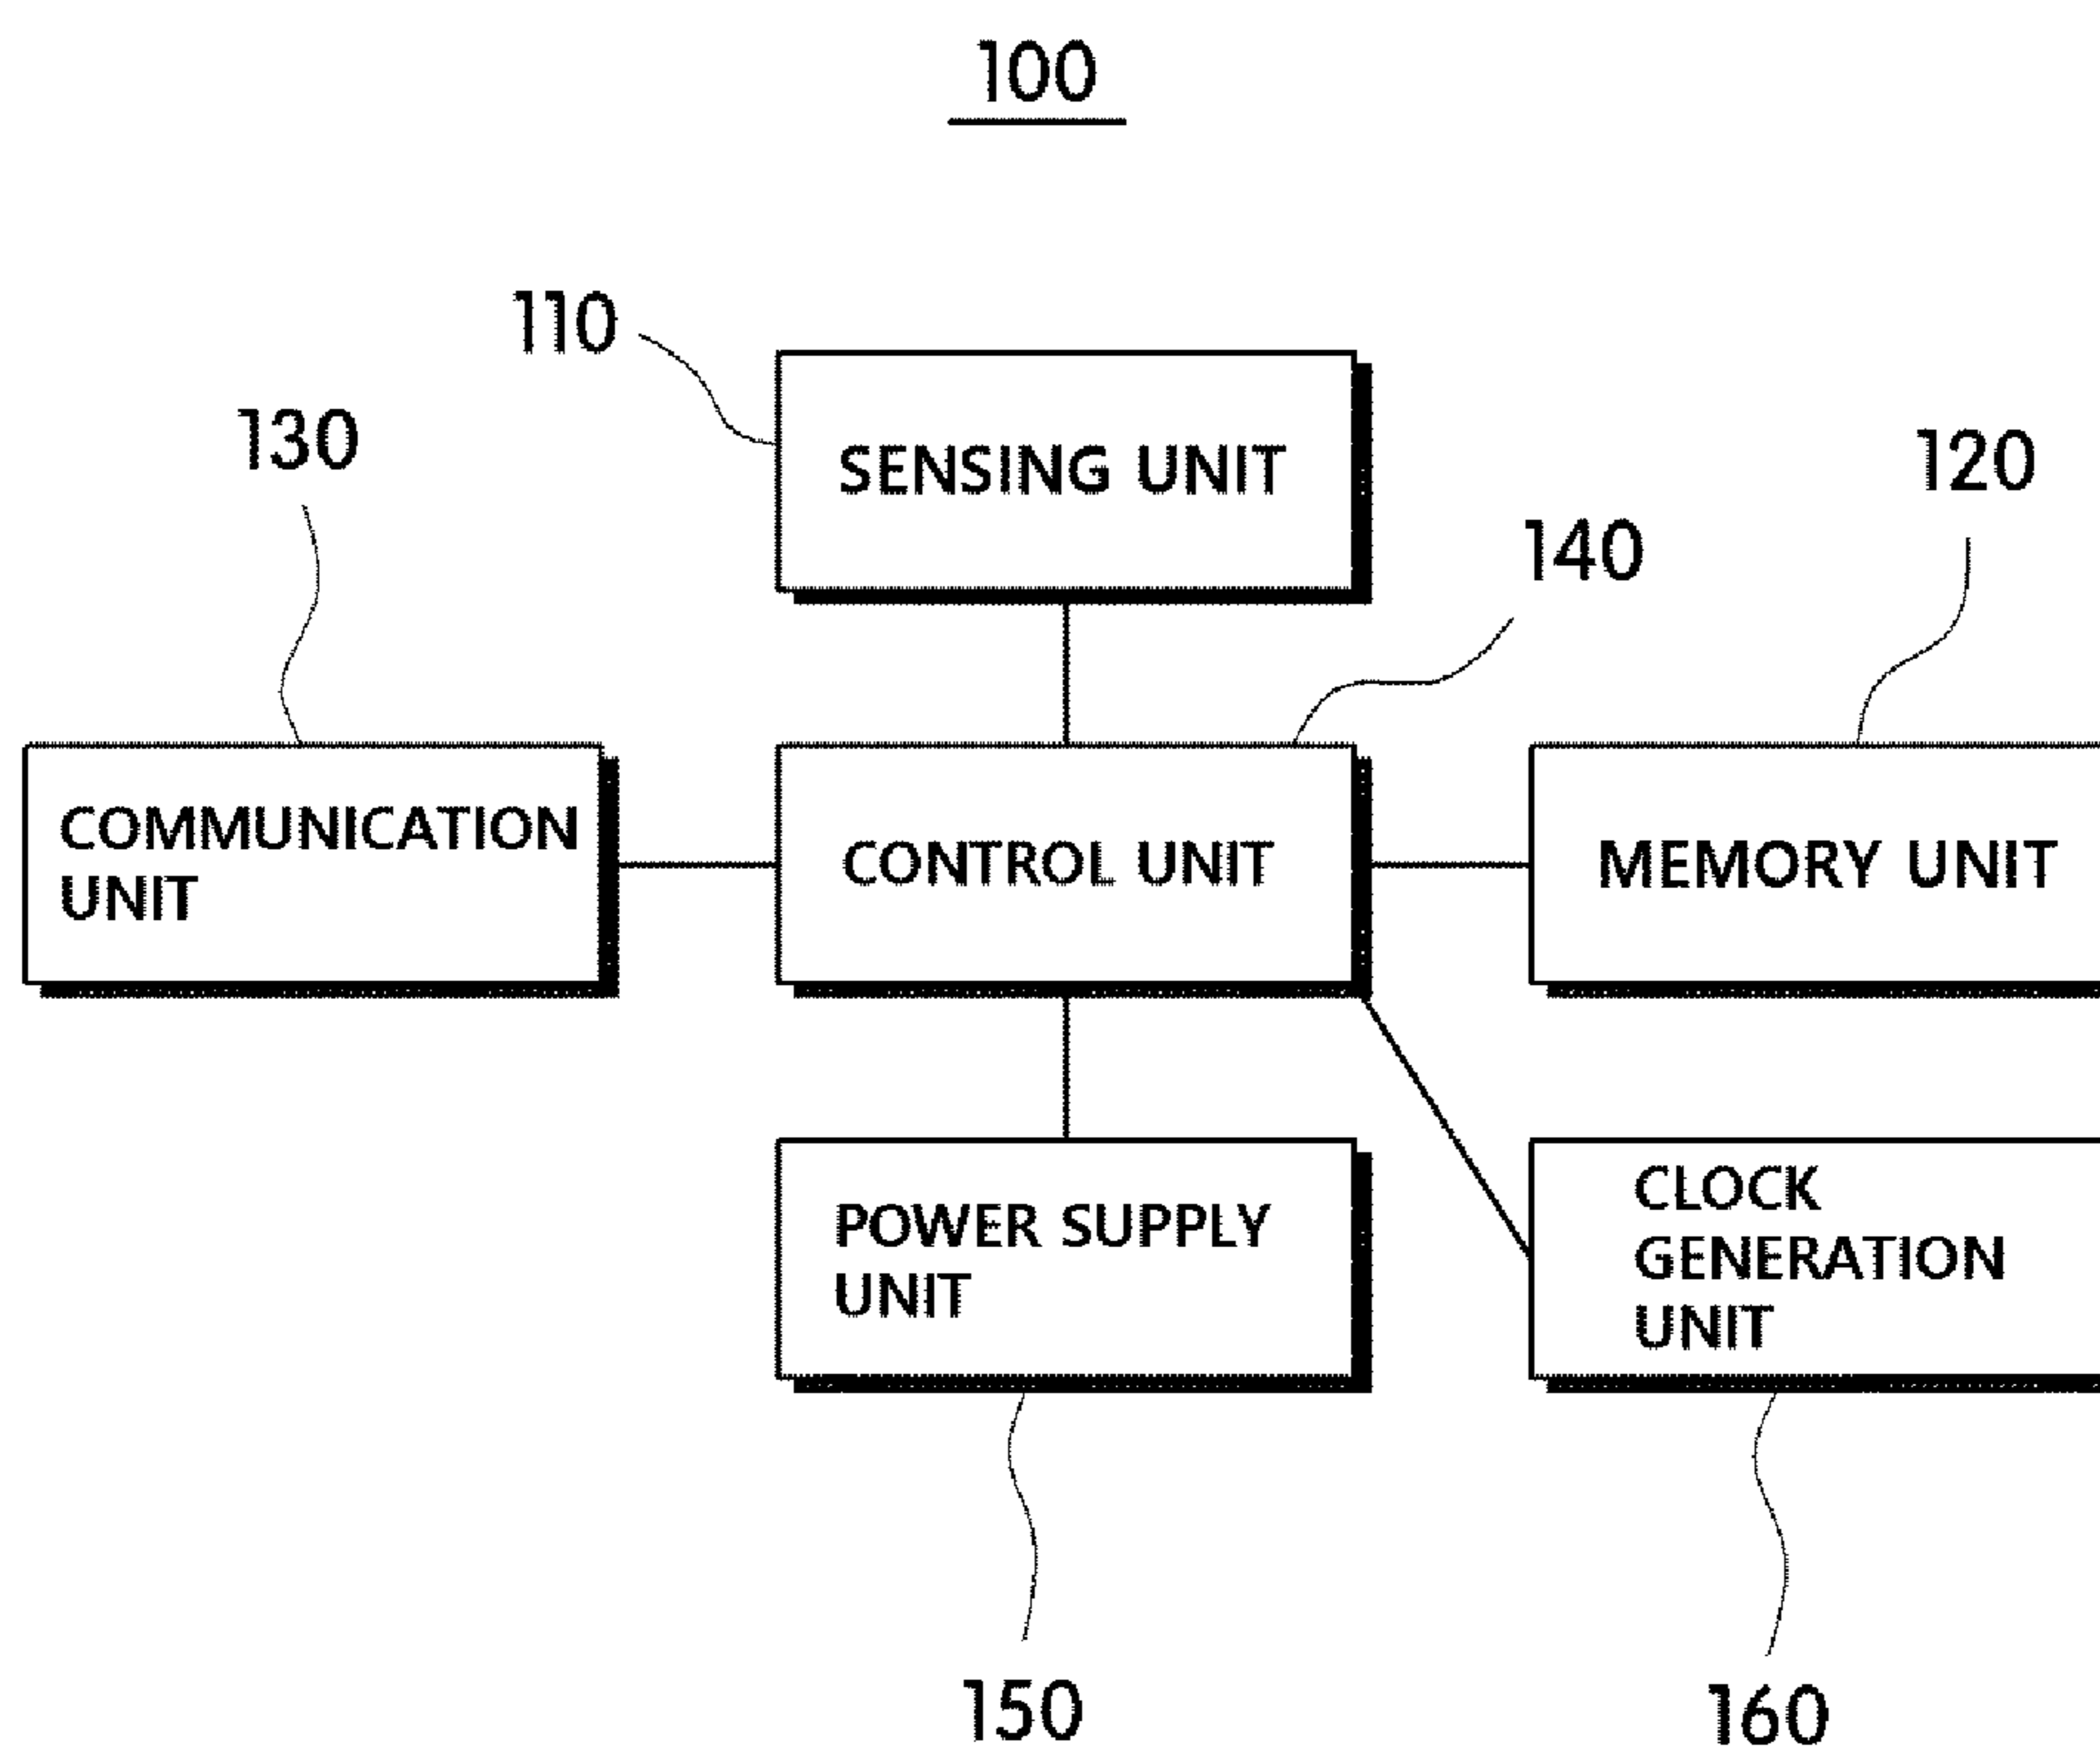 100
110
SENSING UNIT
130
120
140
COMMUNICATION
UNIT
CONTROL UNIT
MEMORY UNIT
POWER SUPPLY
UNIT
CLOCK
GENERATION
UNIT
150
160